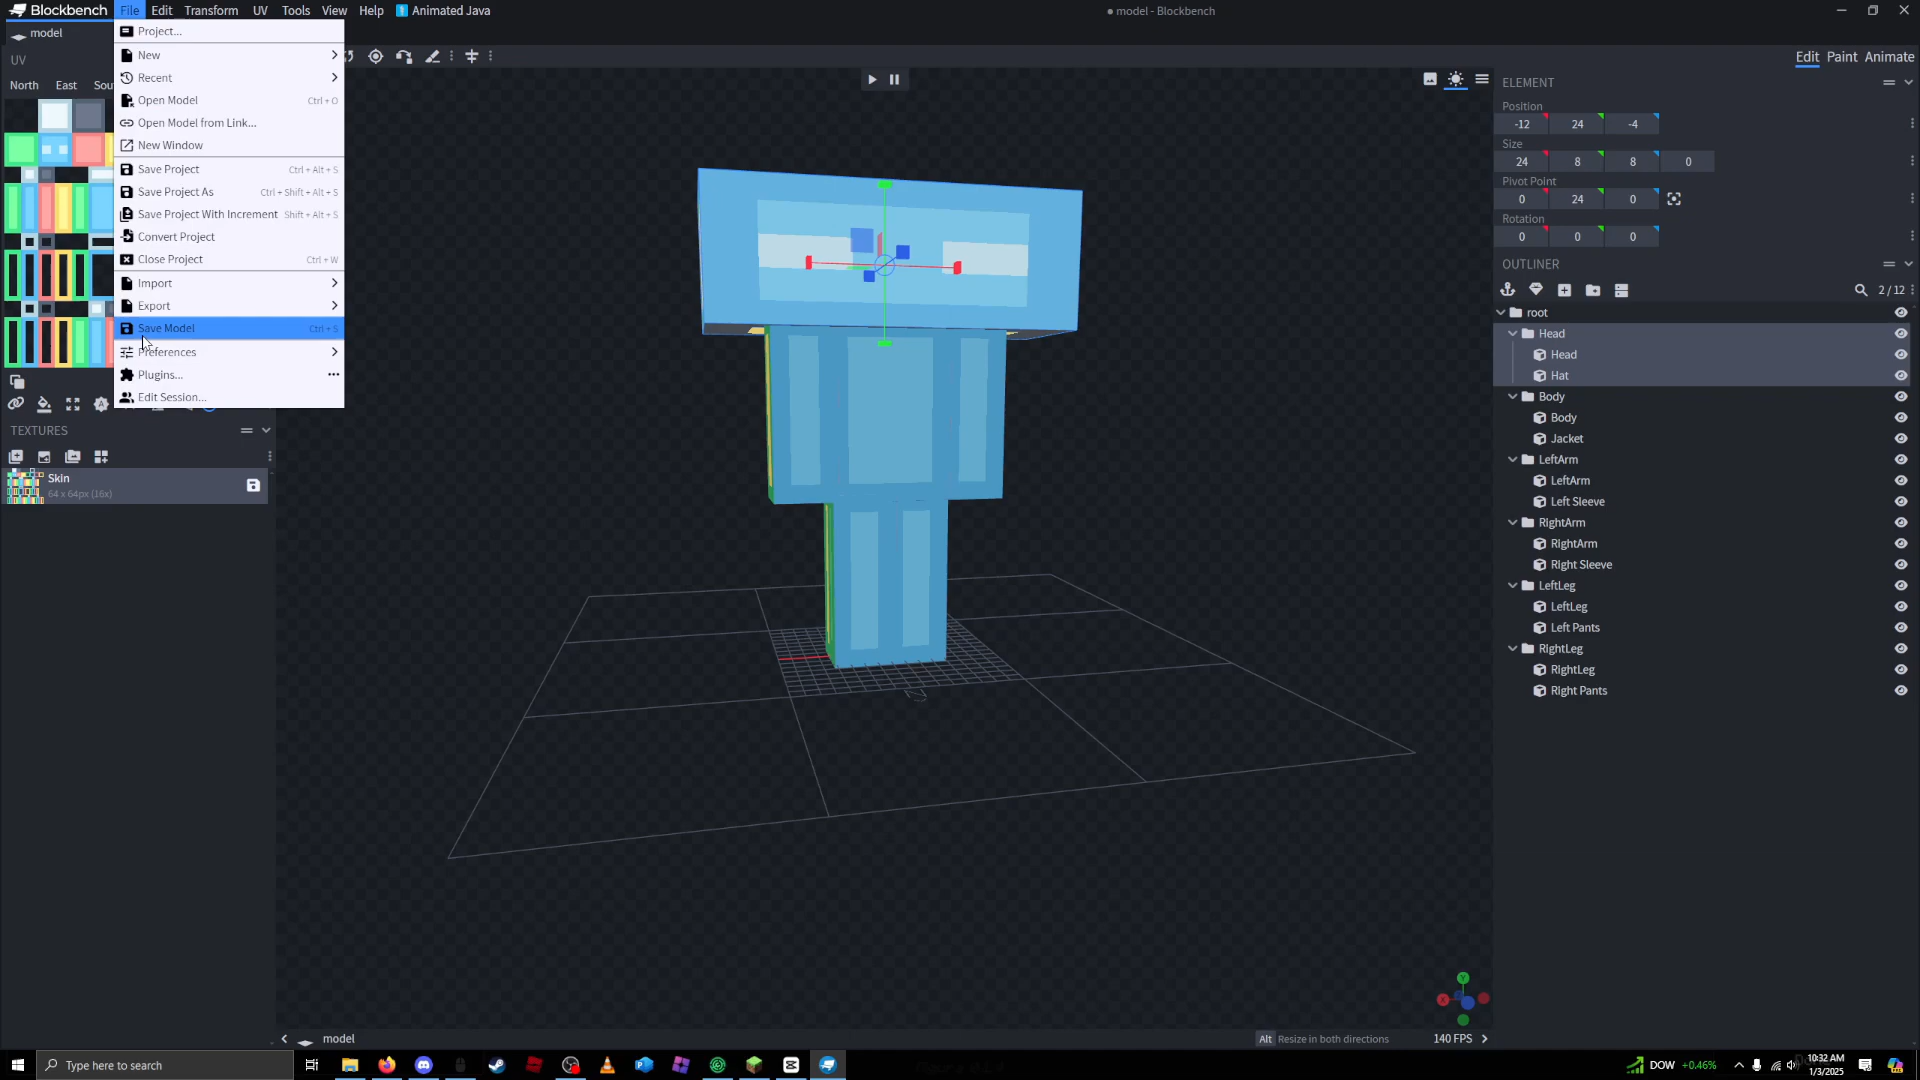 Blockbench File Edit Transform UV Tools View Help Animated Java ● model - Blockbench
model
Project...
New
Recent
Open Model Ctrl + O
Open Model from Link...
New Window
Save Project Ctrl + Alt + S
Save Project As Ctrl + Shift + Alt + S
Save Project With Increment Shift + Alt + S
Convert Project
Close Project Ctrl + W
Import
Export
Save Model Ctrl + S
Preferences
Plugins...
Edit Session...
UV
North East Sou
TEXTURES
Skin
64 x 64px (16x)
Edit Paint Animate
ELEMENT
Position
-12 24 -4
Size
24 8 8 0
Pivot Point
0 24 0
Rotation
0 0 0
OUTLINER
2 / 12
root
Head
Head
Hat
Body
Body
Jacket
LeftArm
LeftArm
Left Sleeve
RightArm
RightArm
Right Sleeve
LeftLeg
LeftLeg
Left Pants
RightLeg
RightLeg
Right Pants
Y
X
model
Alt Resize in both directions 140 FPS
Type here to search
DOW +0.46%
10:32 AM
1/3/2025